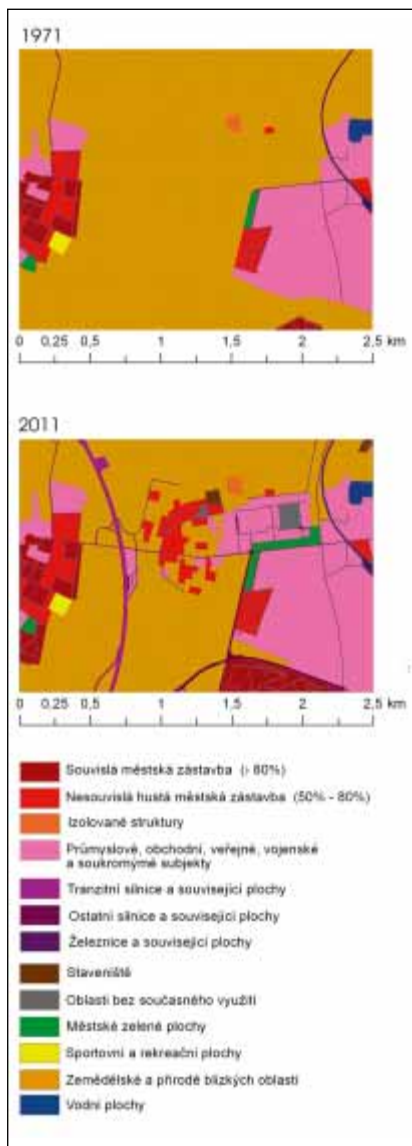 1971
0 0,25 0,5 1 1,5 2 2,5 km
2011
0 0,25 0,5 1 1,5 2 2,5 km
Souvislá městská zástavba (> 80%)
Nesouvislá hustá městská zástavba (50% - 80%)
Izolované struktury
Průmyslové, obchodní, veřejné, vojenské
a soukromýmé subjekty
Tranzitní silnice a související plochy
Ostatní silnice a související plochy
Železnice a související plochy
Staveniště
Oblasti bez současného využití
Městské zelené plochy
Sportovní a rekreační plochy
Zemědělské a přírodě blízkých oblastí
Vodní plochy